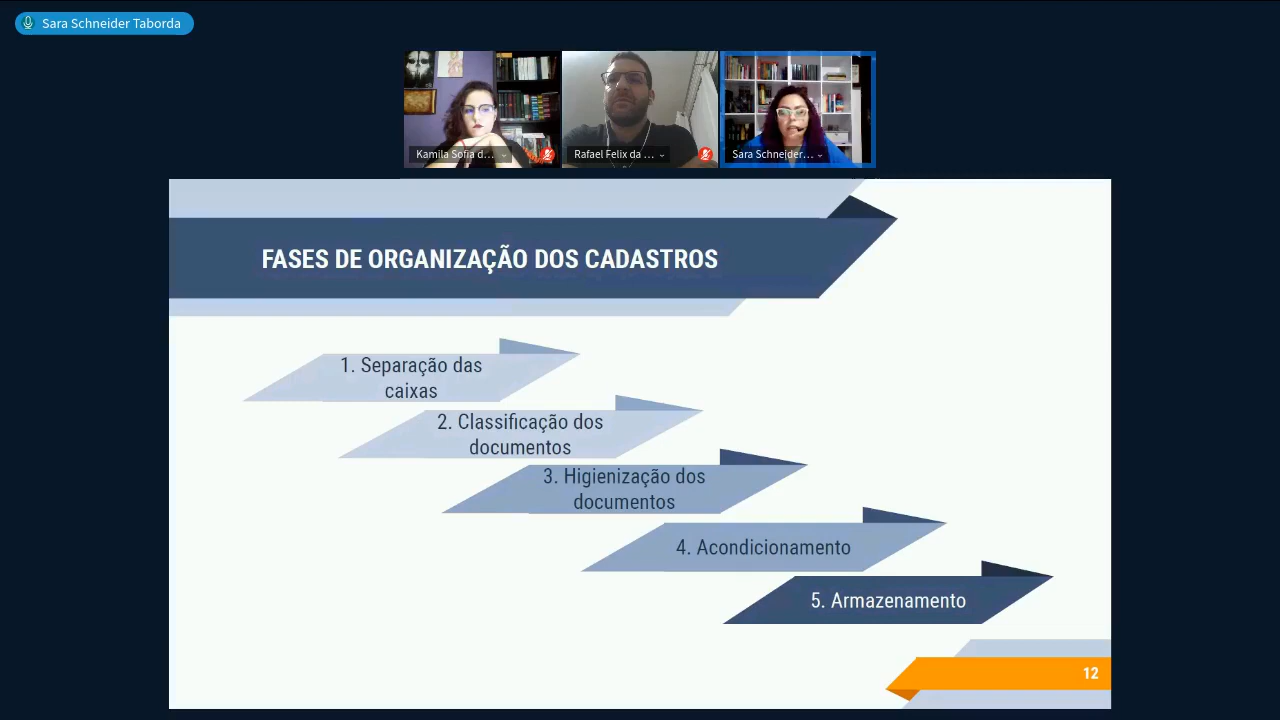 Sara Schneider Taborda
Kamila Sofia d...
Rafael Felix da ...
Sara Schneider...
FASES DE ORGANIZAÇÃO DOS CADASTROS
1. Separação das
caixas
2. Classificação dos
documentos
3. Higienização dos
documentos
4. Acondicionamento
5. Armazenamento
12